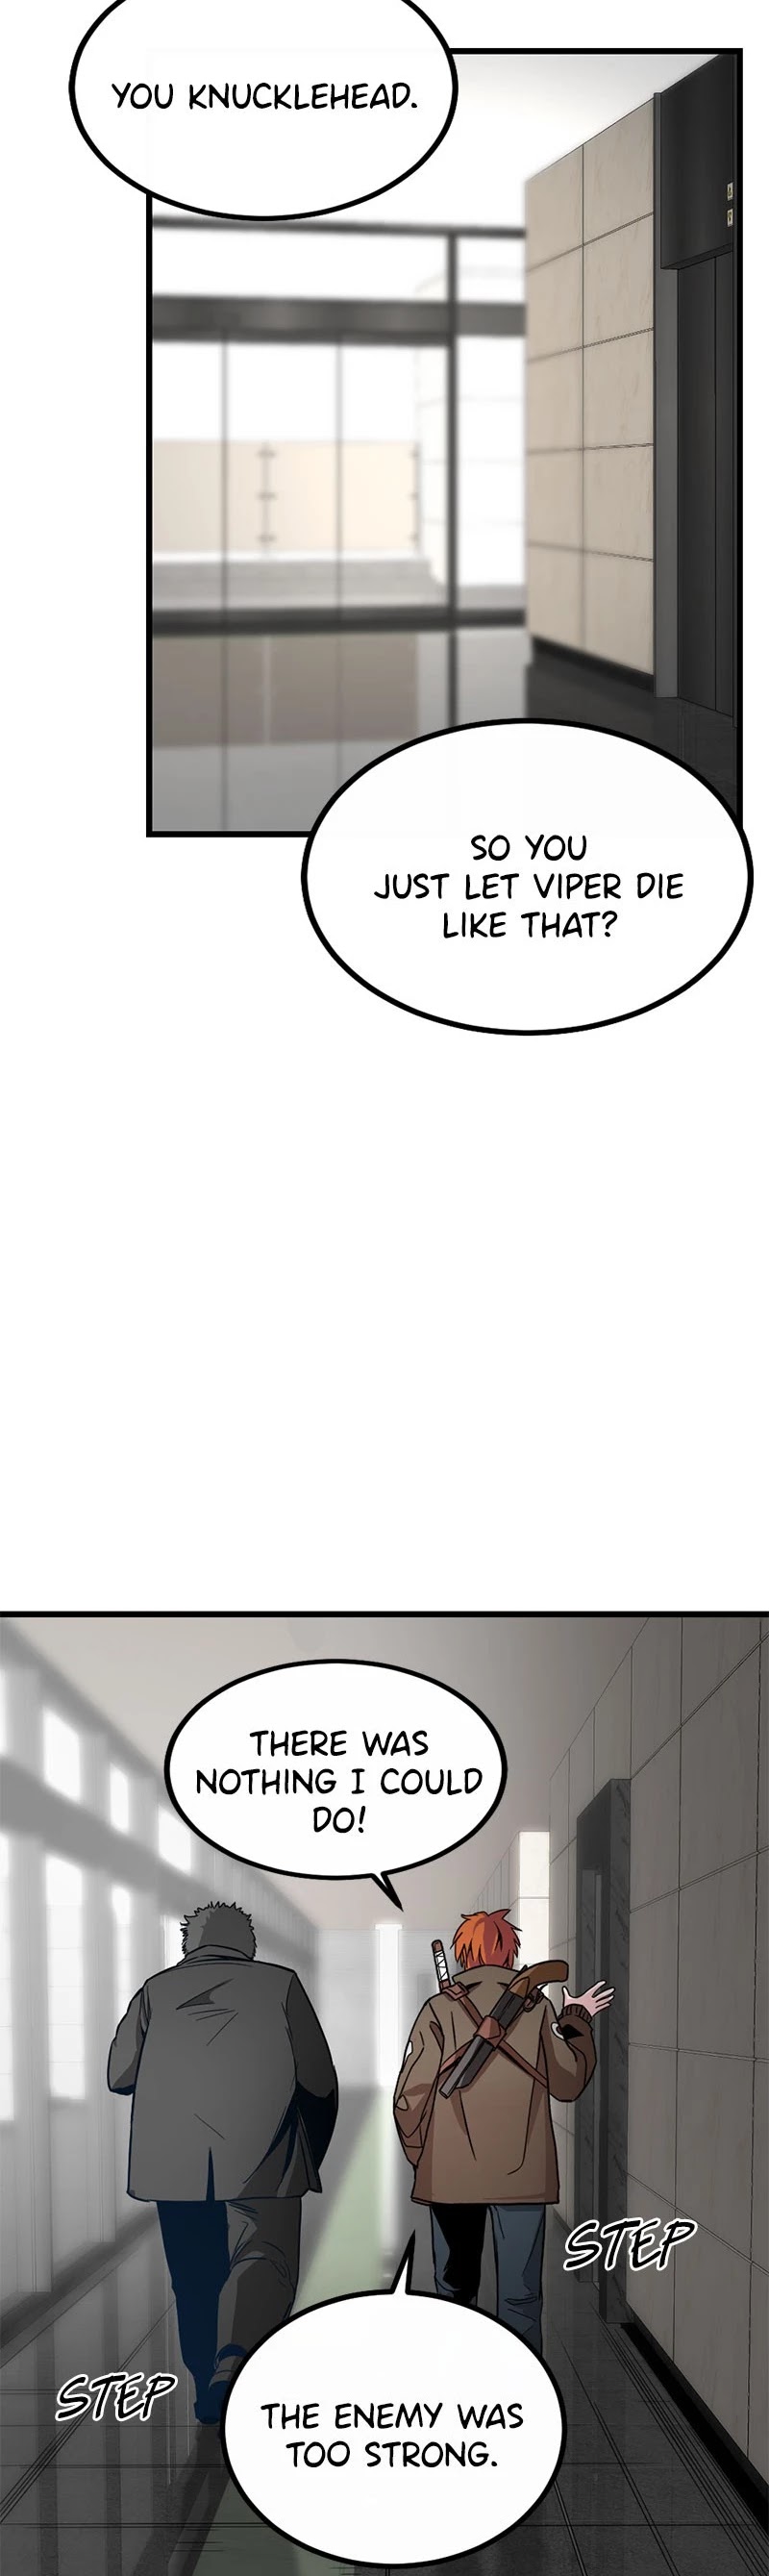 YOU KNUCKLEHEAD.
SO YOU
JUST LET VIPER DIE
LIKE THAT?
THERE WAS
NOTHING I COULD
DO!
STEP
STEP
THE ENEMY WAS
TOO STRONG.